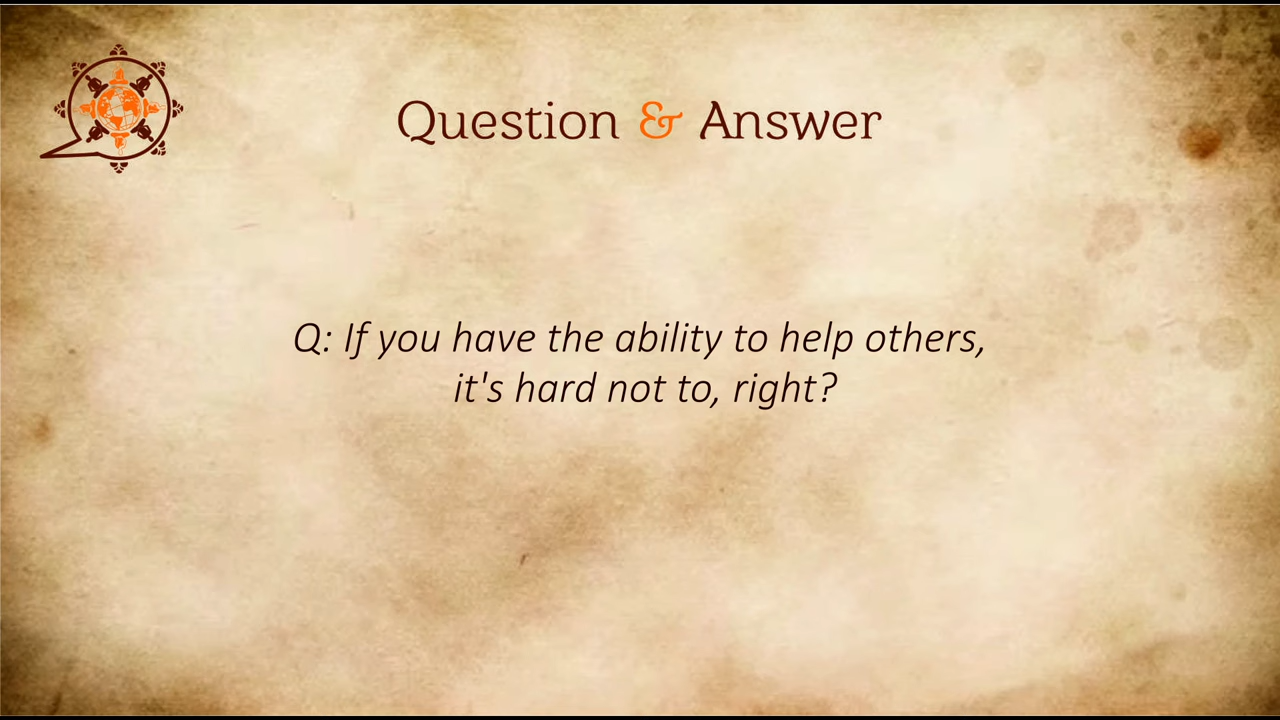 Question & Answer
Q: If you have the ability to help others,
it's hard not to, right?